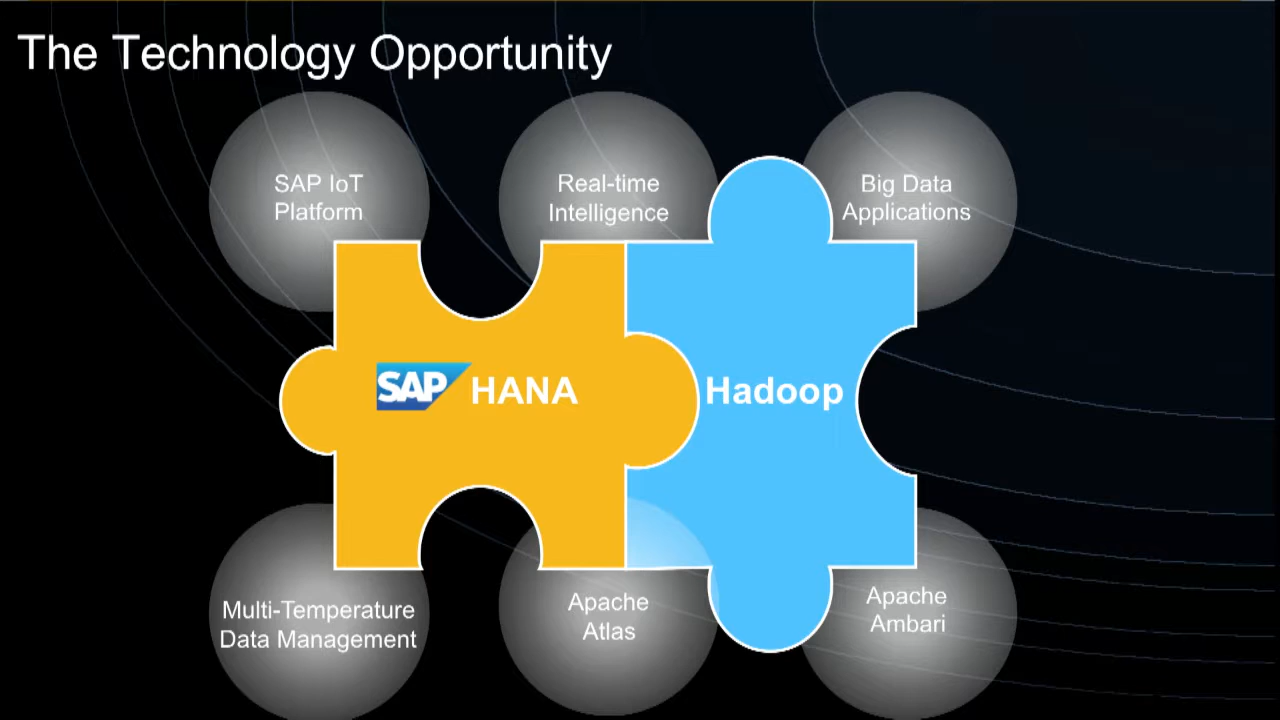 The Technology Opportunity
SAP IoT
Platform
Real-time
Intelligence
Big Data
Applications
SAP HANA
Hadoop
Multi-Temperature
Data Management
Apache
Atlas
Apache
Ambari